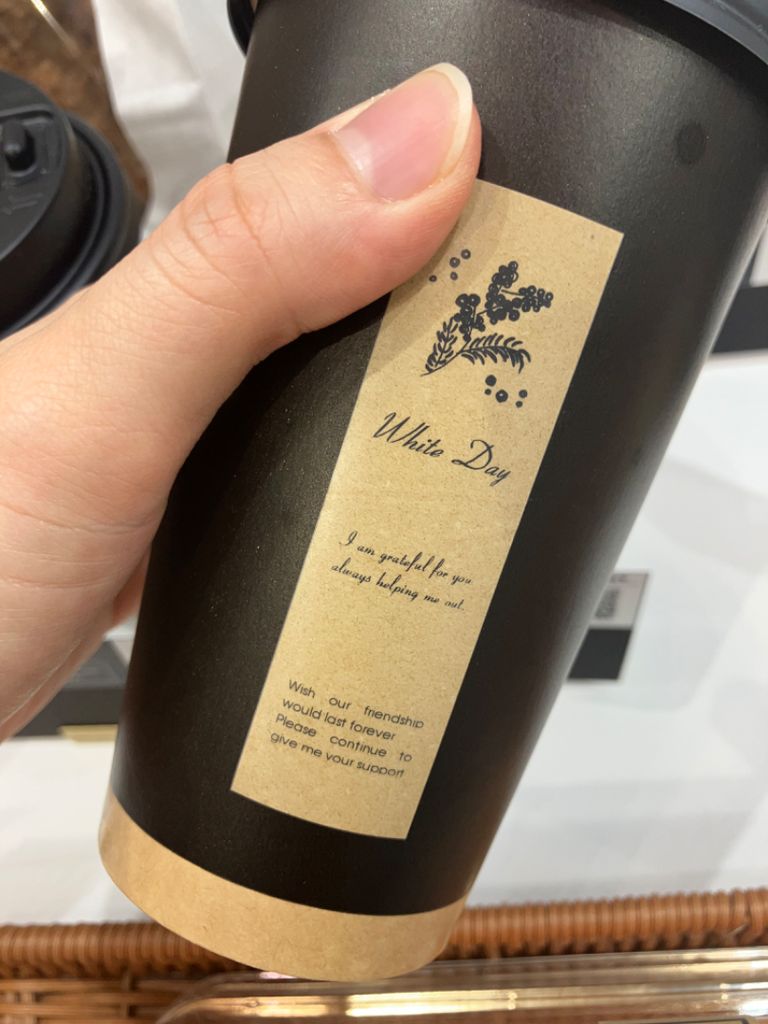 White Day
I am grateful for you
always helping me out.
Wish our friendship
would last forever
Please continue to
give me your support